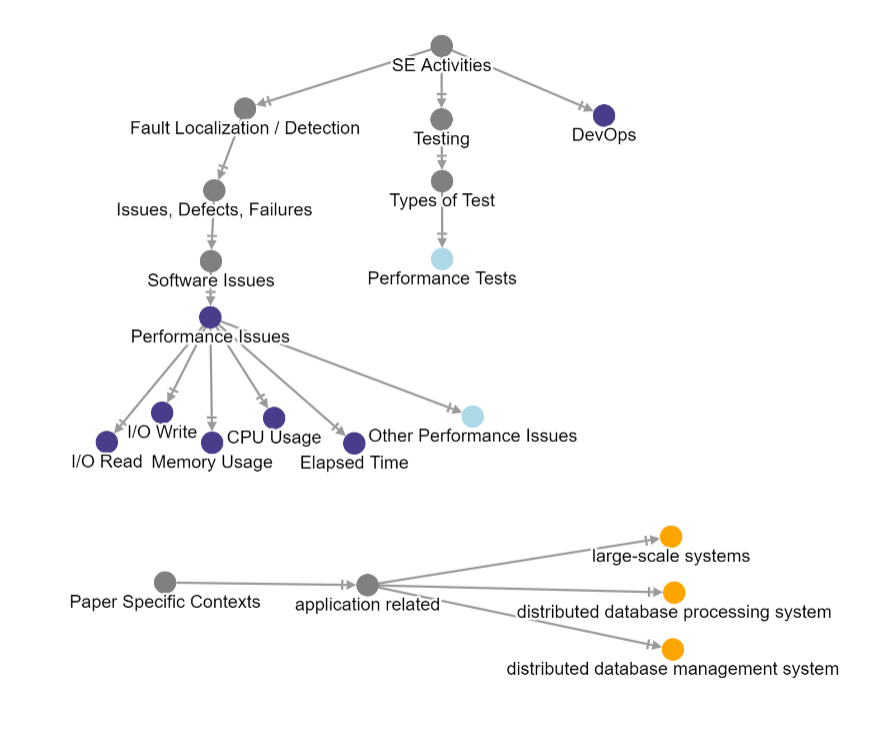 SE Activities
Fault Localization / Detection
Testing
DevOps
Issues, Defects, Failures
Types of Test
Software Issues
Performance Tests
Performance Issues
I/O Write
CPU Usage
Other Performance Issues
I/O Read
Memory Usage
Elapsed Time
large-scale systems
Paper Specific Contexts
application related
distributed database processing system
distributed database management system